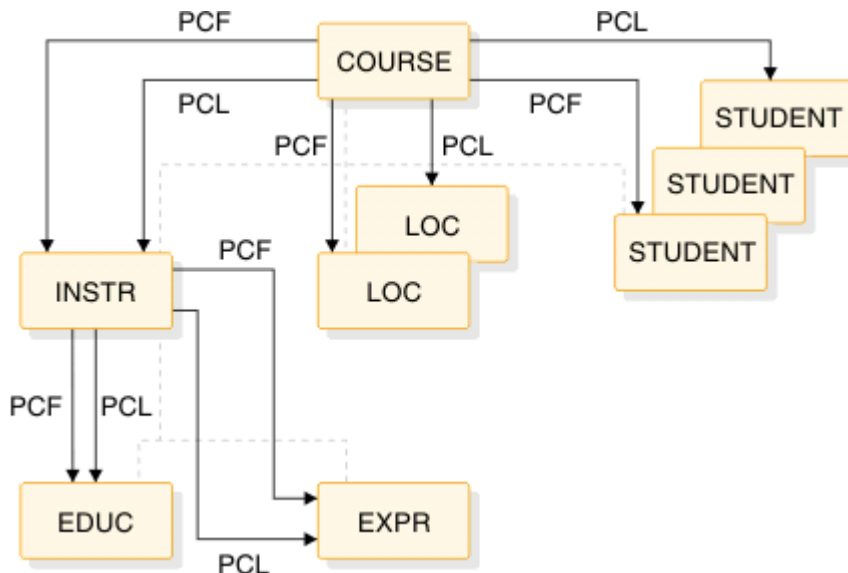 PCF
COURSE
PCL
PCL
PCF
STUDENT
PCF
PCL
STUDENT
LOC
STUDENT
PCF
INSTR
LOC
PCF
PCL
EDUC
EXPR
PCL